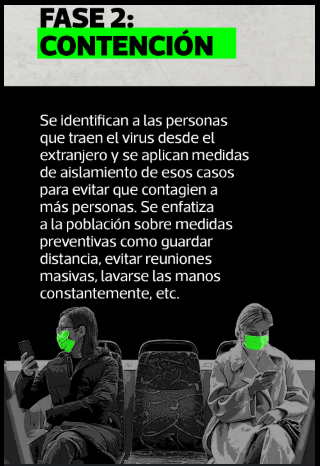 FASE 2:
CONTENCIÓN
Se identifican a las personas
que traen el virus desde el
extranjero y se aplican medidas
de aislamiento de esos casos
para evitar que contagien a
más personas. Se enfatiza
a la población sobre medidas
preventivas como guardar
distancia, evitar reuniones
masivas, lavarse las manos
constantemente, etc.